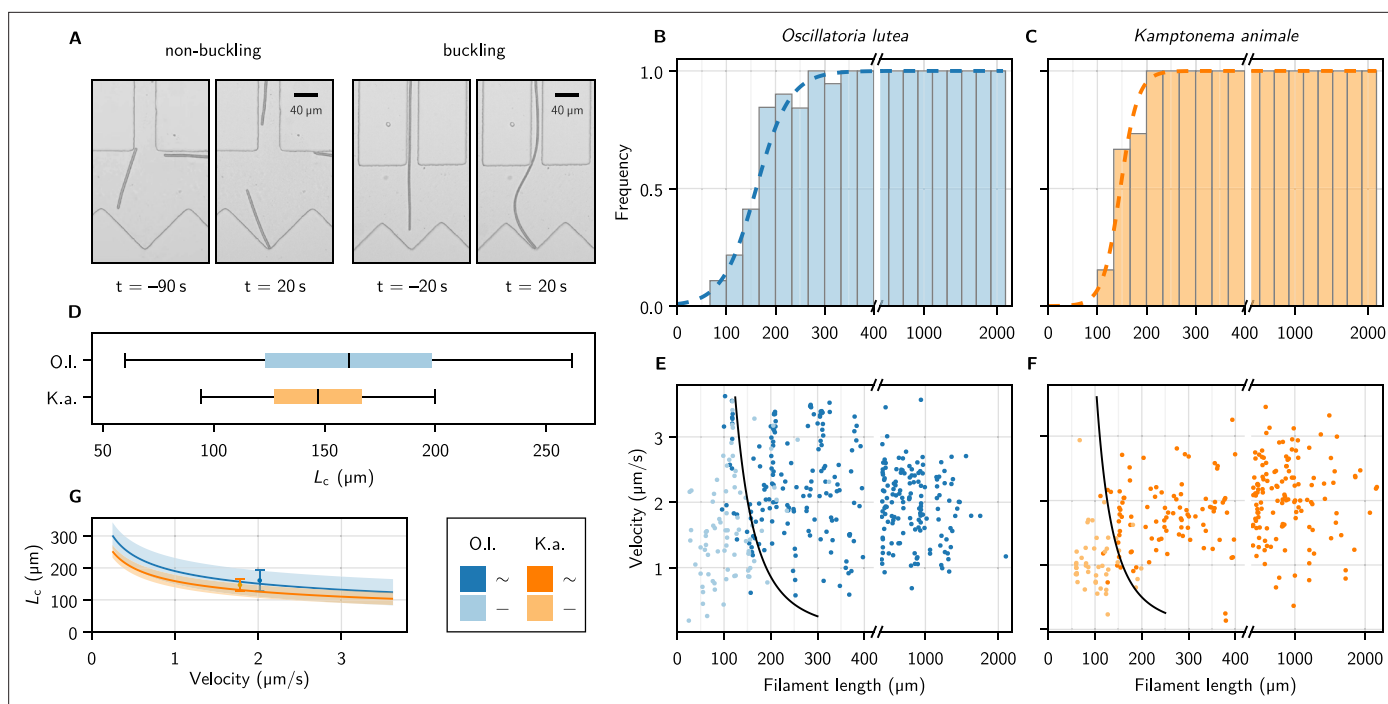 A
non-buckling
buckling
40 µm
40 µm
t = –90 s
t = 20 s
t = –20 s
t = 20 s
B
Oscillatoria lutea
Frequency
1.0
0.5
0.0
0 100 200 300 400 1000 2000
C
Kamptonema animale
0 100 200 300 400 1000 2000
D
O.l.
K.a.
50 100 150 200 250
Lc (µm)
E
Velocity (µm/s)
3
2
1
0 100 200 300 400 1000 2000
Filament length (µm)
F
0 100 200 300 400 1000 2000
Filament length (µm)
G
Lc (µm)
300
200
100
0
0 1 2 3
Velocity (µm/s)
O.l. K.a.
~ ~
– –